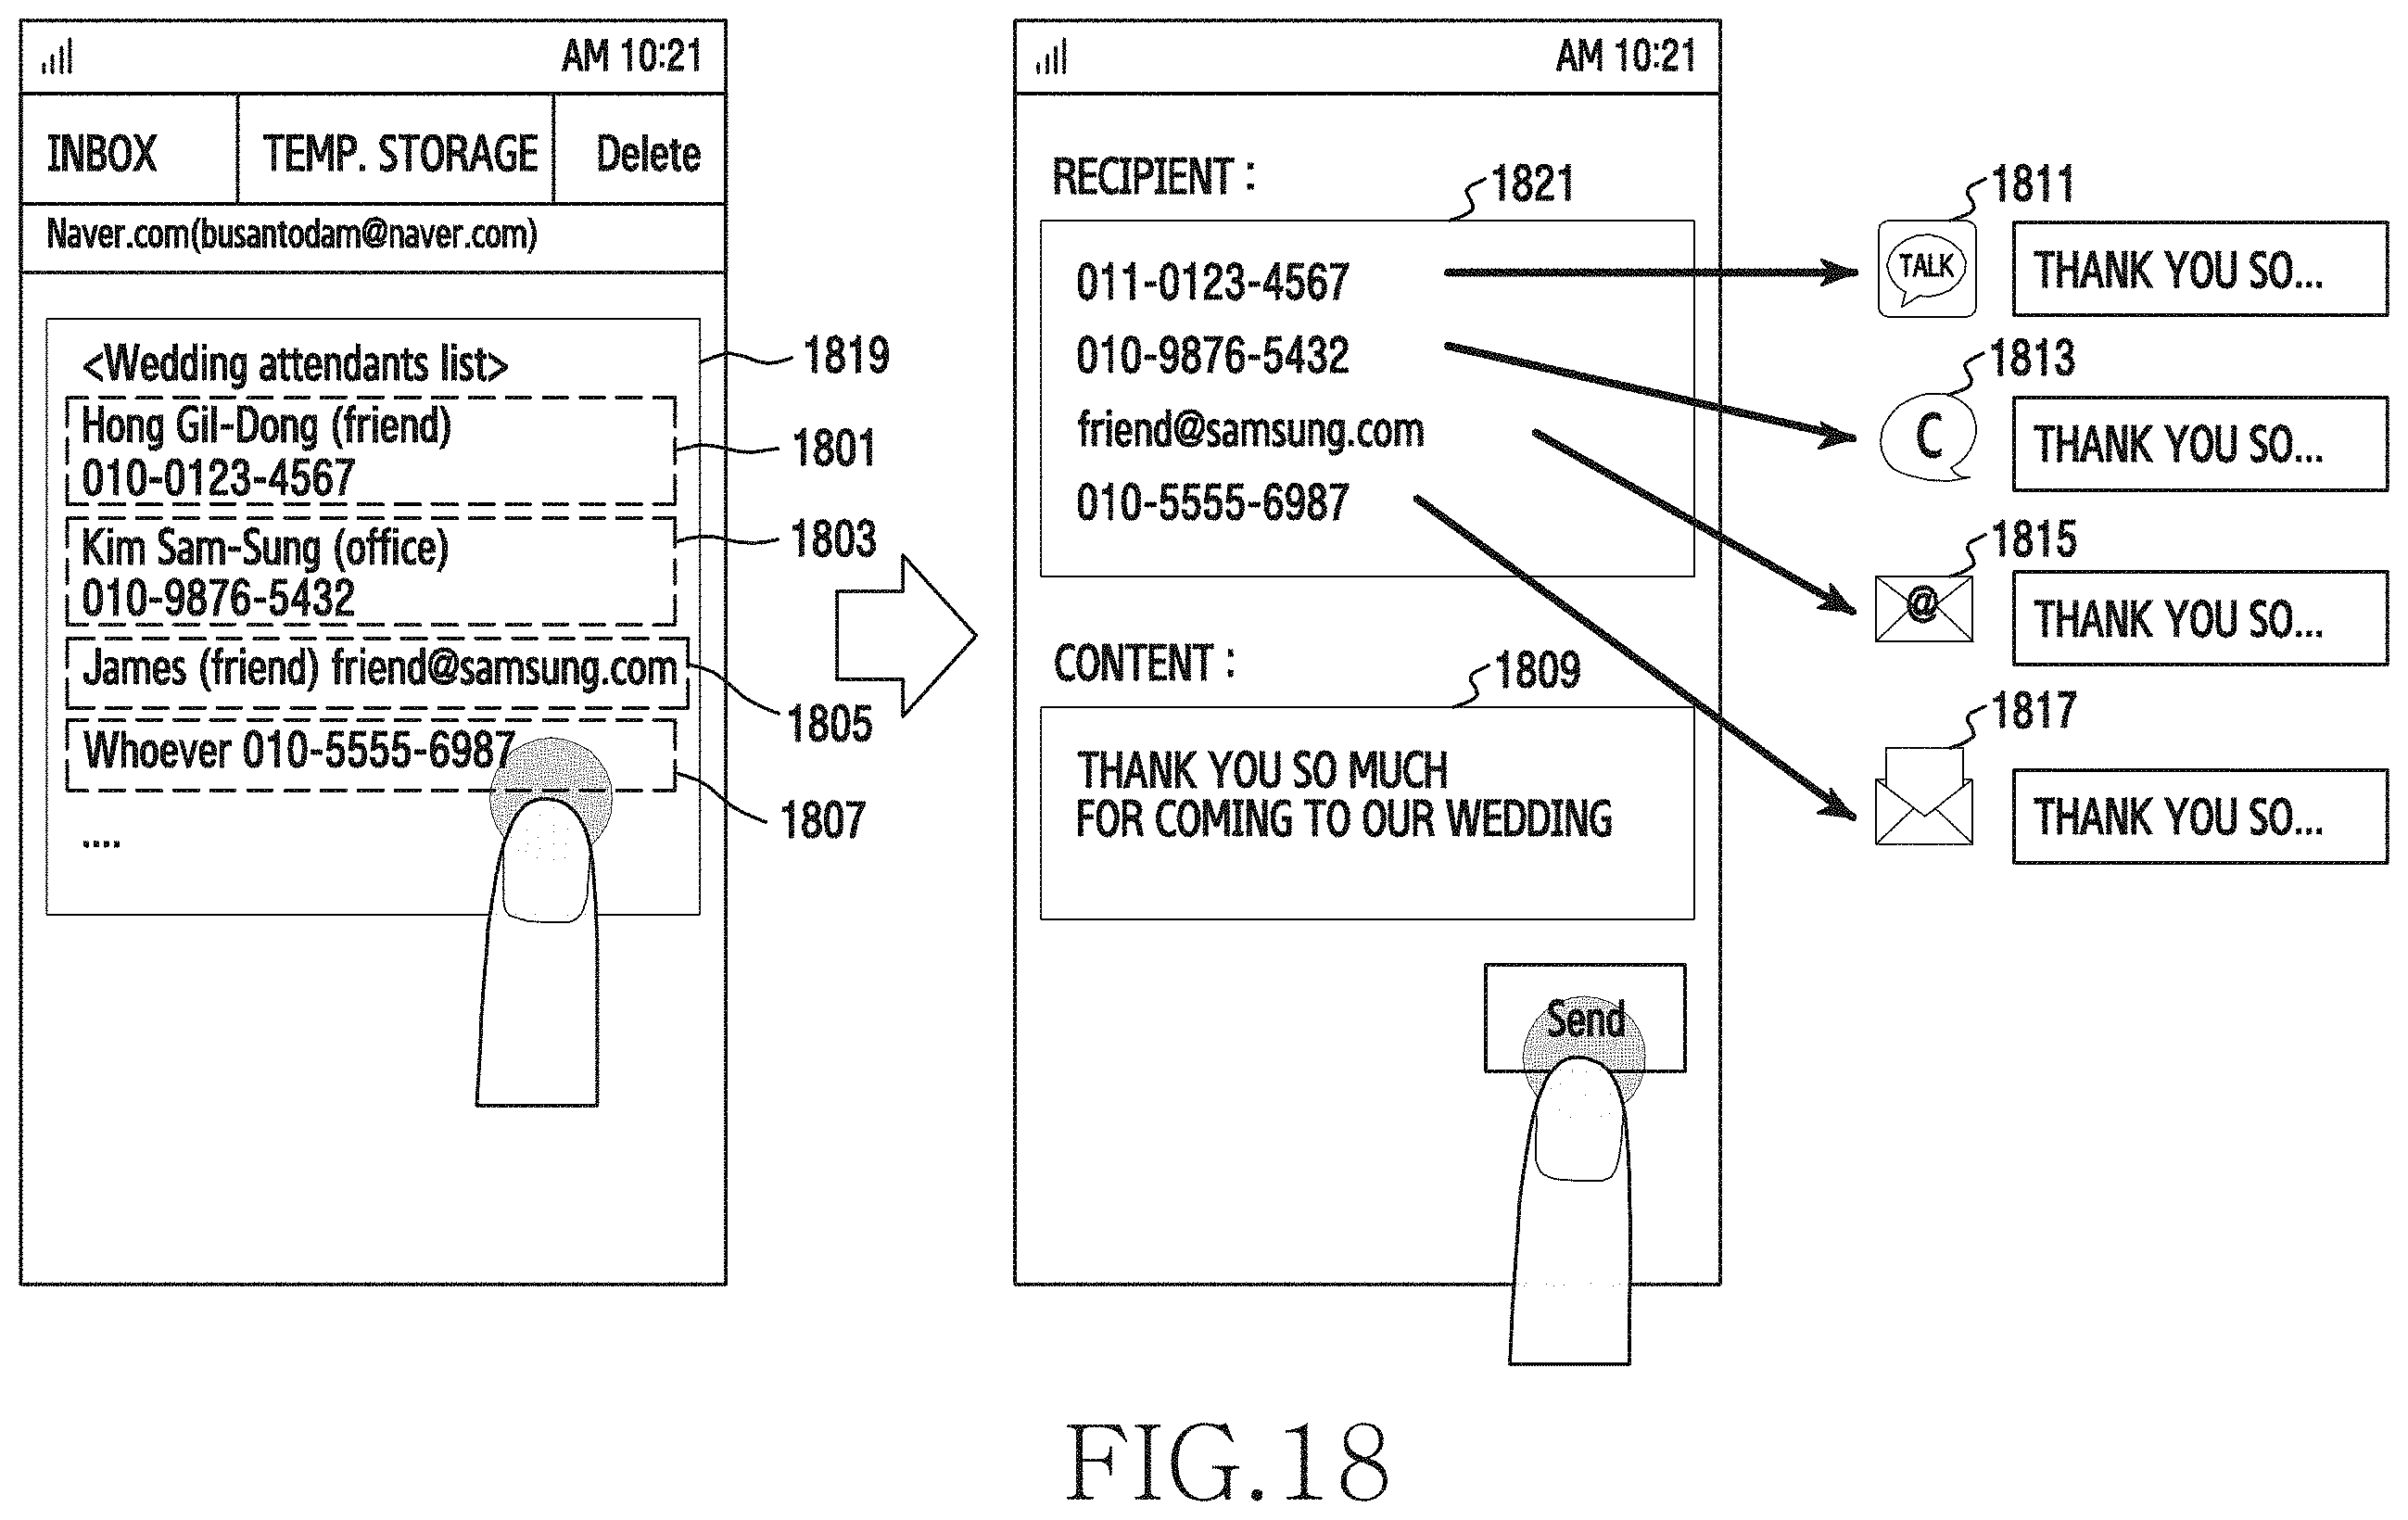 AM 10:21
INBOX
TEMP. STORAGE
Delete
Naver.com(busantodam@naver.com)
<Wedding attendants list>
1819
Hong Gil-Dong (friend)
010-0123-4567
1801
Kim Sam-Sung (office)
010-9876-5432
1803
James (friend) friend@samsung.com
1805
Whoever 010-5555-6987
1807
....
AM 10:21
RECIPIENT :
1821
011-0123-4567
010-9876-5432
friend@samsung.com
010-5555-6987
CONTENT :
1809
THANK YOU SO MUCH
FOR COMING TO OUR WEDDING
Send
1811
TALK
THANK YOU SO...
1813
C
THANK YOU SO...
1815
@
THANK YOU SO...
1817
THANK YOU SO...
FIG.18